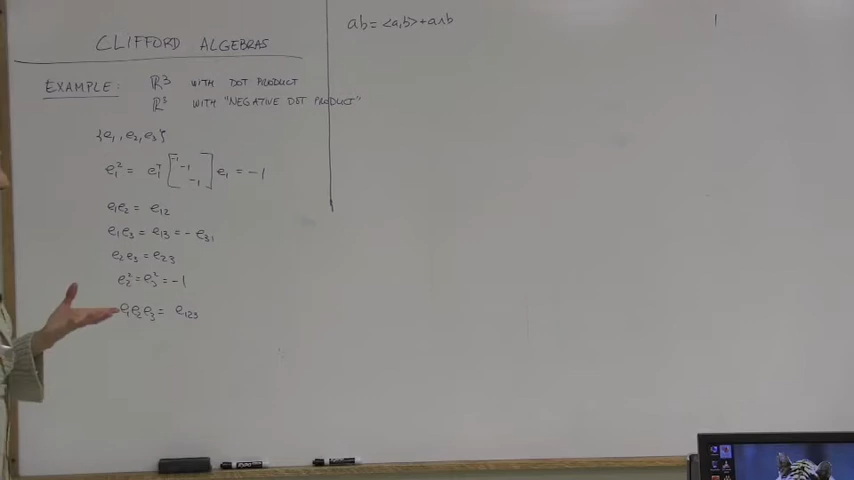 CLIFFORD ALGEBRAS
EXAMPLE: ℝ³ WITH DOT PRODUCT
ℝ³ WITH "NEGATIVE DOT PRODUCT"
{e₁, e₂, e₃}
e₁² = e₁ᵀ [-1 -1 -1] e₁ = -1
e₁e₂ = e₁₂
e₁e₃ = e₁₃ = -e₃₁
e₂e₃ = e₂₃
e₂² = e₃² = -1
e₁e₂e₃ = e₁₂₃
ab = <a,b> + a∧b